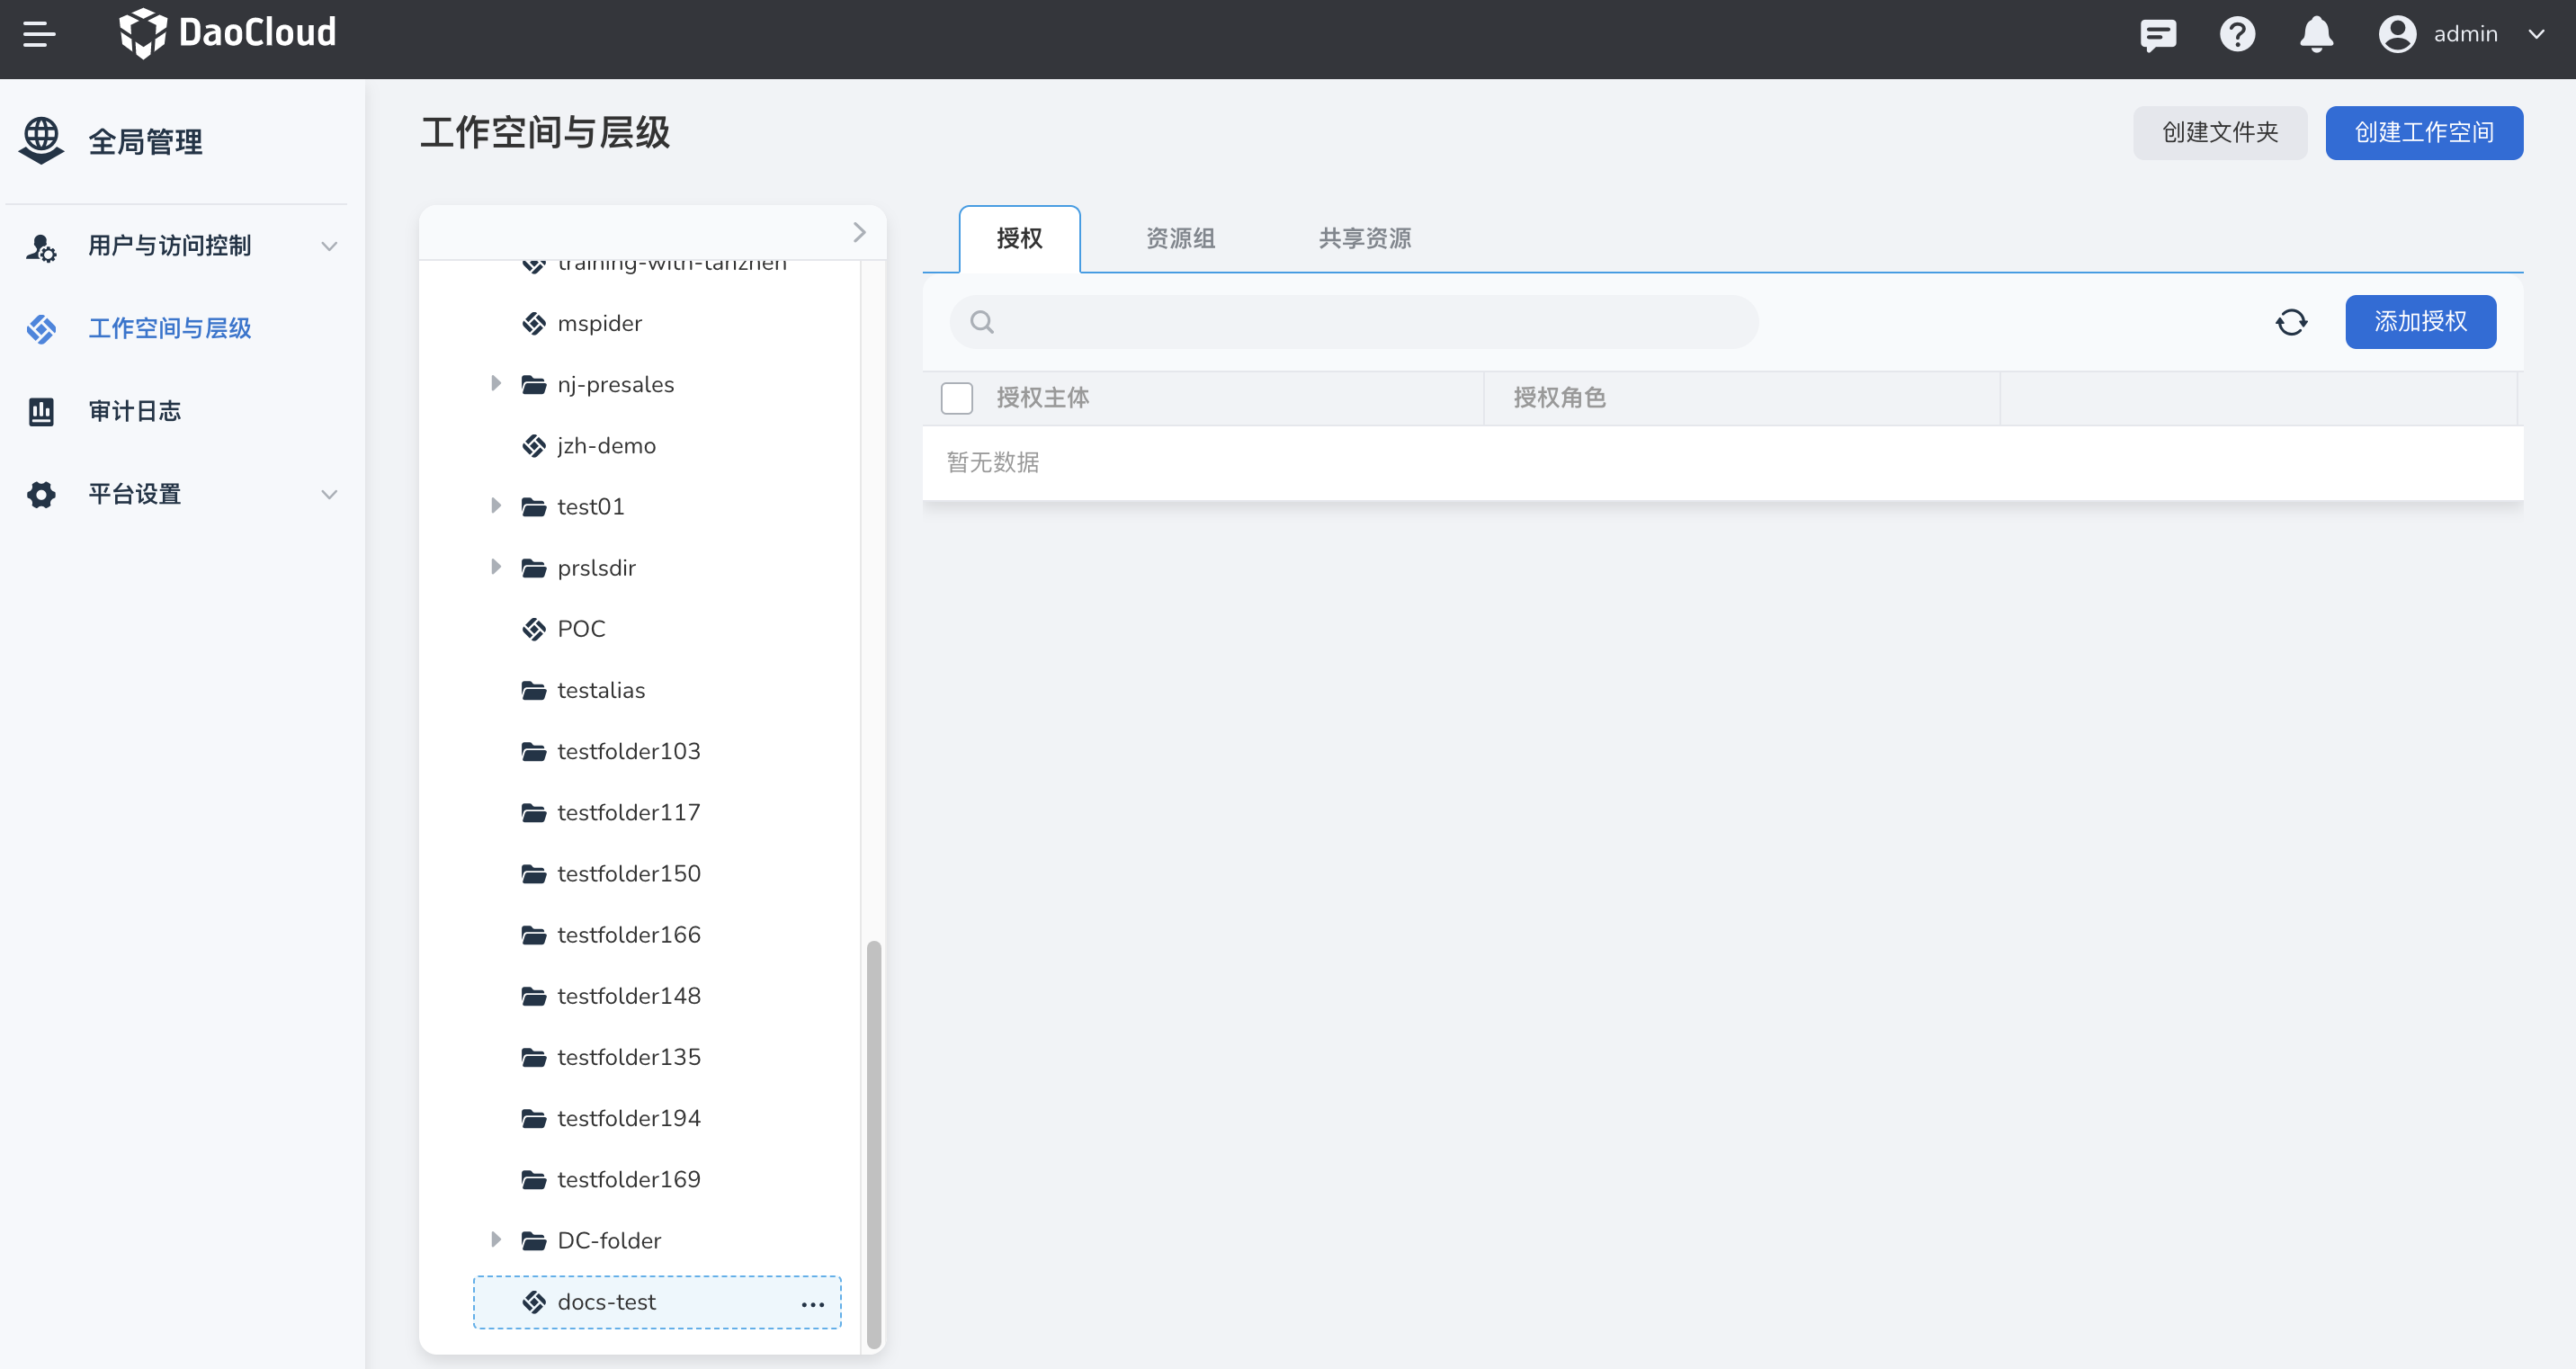 DaoCloud
admin
全局管理
用户与访问控制
工作空间与层级
审计日志
平台设置
工作空间与层级
创建文件夹
创建工作空间
training-with-tanzhen
mspider
nj-presales
jzh-demo
test01
prslsdir
POC
testalias
testfolder103
testfolder117
testfolder150
testfolder166
testfolder148
testfolder135
testfolder194
testfolder169
DC-folder
docs-test
授权
资源组
共享资源
添加授权
授权主体
授权角色
暂无数据